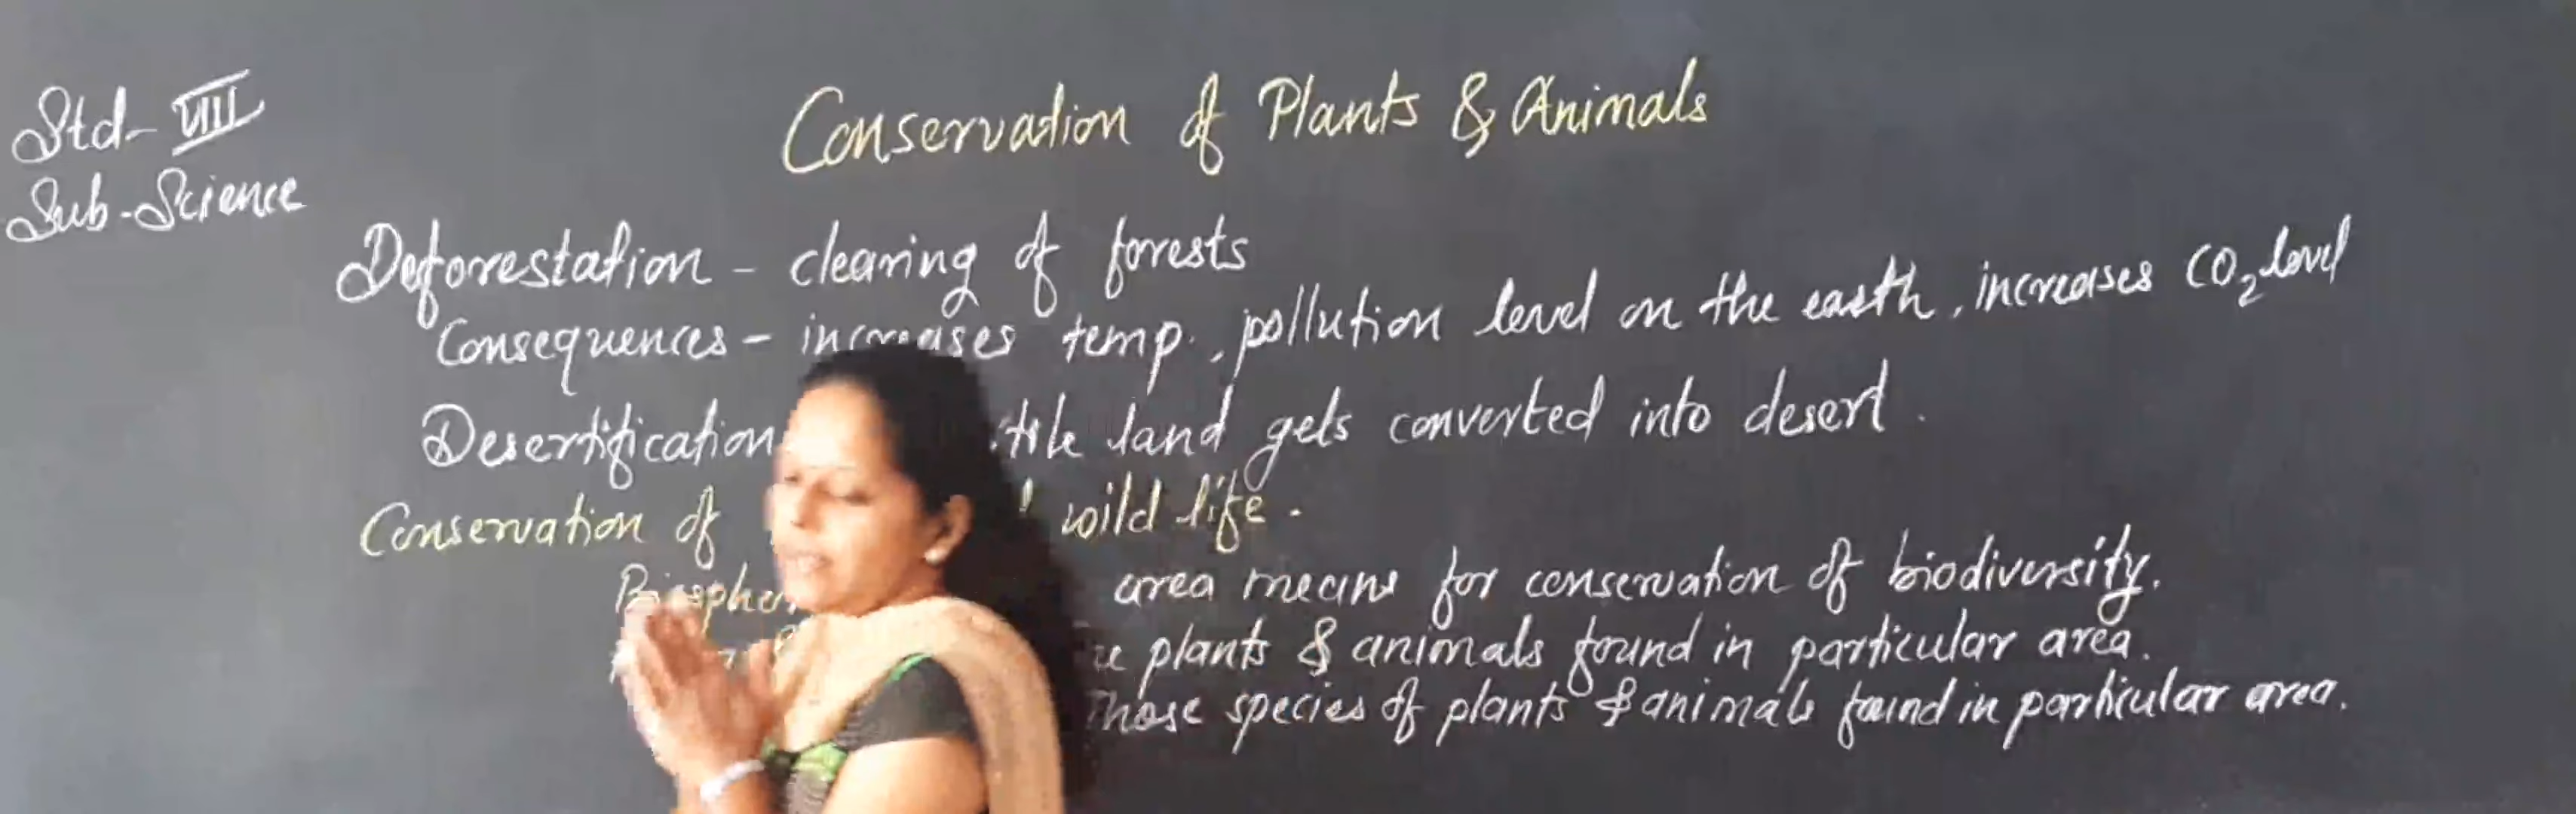 Std- VIII
Sub-Science
Conservation of Plants & Animals
Deforestation - clearing of forests
Consequences - increases temp., pollution level on the earth, increases CO2 level
Desertification land gets converted into desert.
Conservation of wild life.
area means for conservation of biodiversity.
plants & animals found in particular area.
Those species of plants & animals found in particular area.